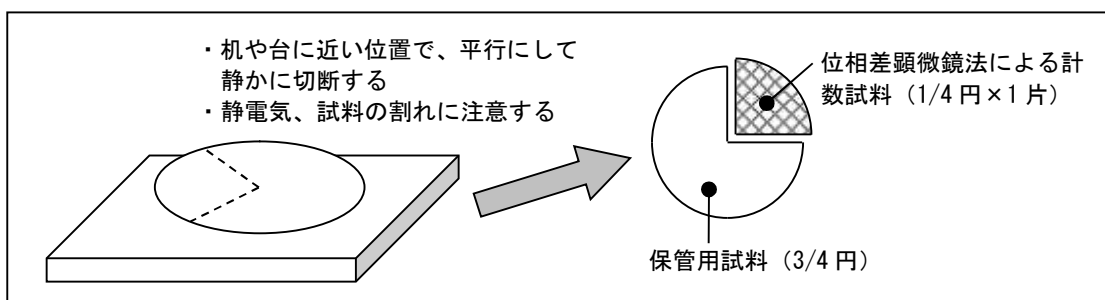 ・机や台に近い位置で、平行にして
静かに切断する
・静電気、試料の割れに注意する
位相差顕微鏡法による計
数試料（1/4 円×1 片）
保管用試料（3/4 円）